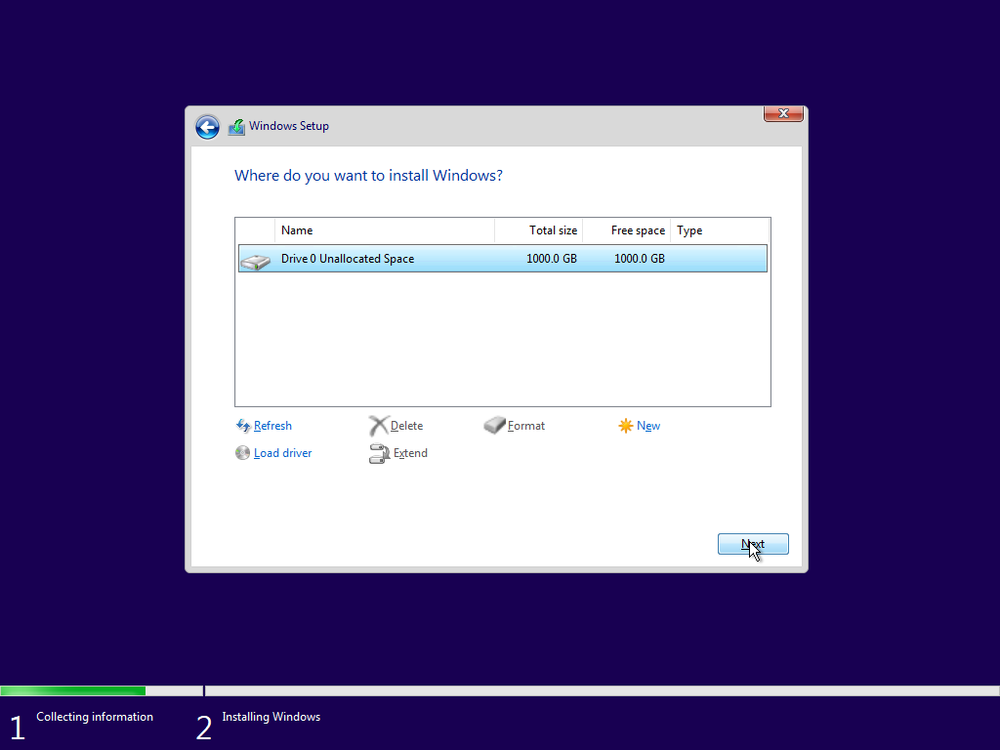 Windows Setup
Where do you want to install Windows?
Name Total size Free space Type
Drive 0 Unallocated Space 1000.0 GB 1000.0 GB
Refresh Delete Format New
Load driver Extend
Next
1 Collecting information 2 Installing Windows